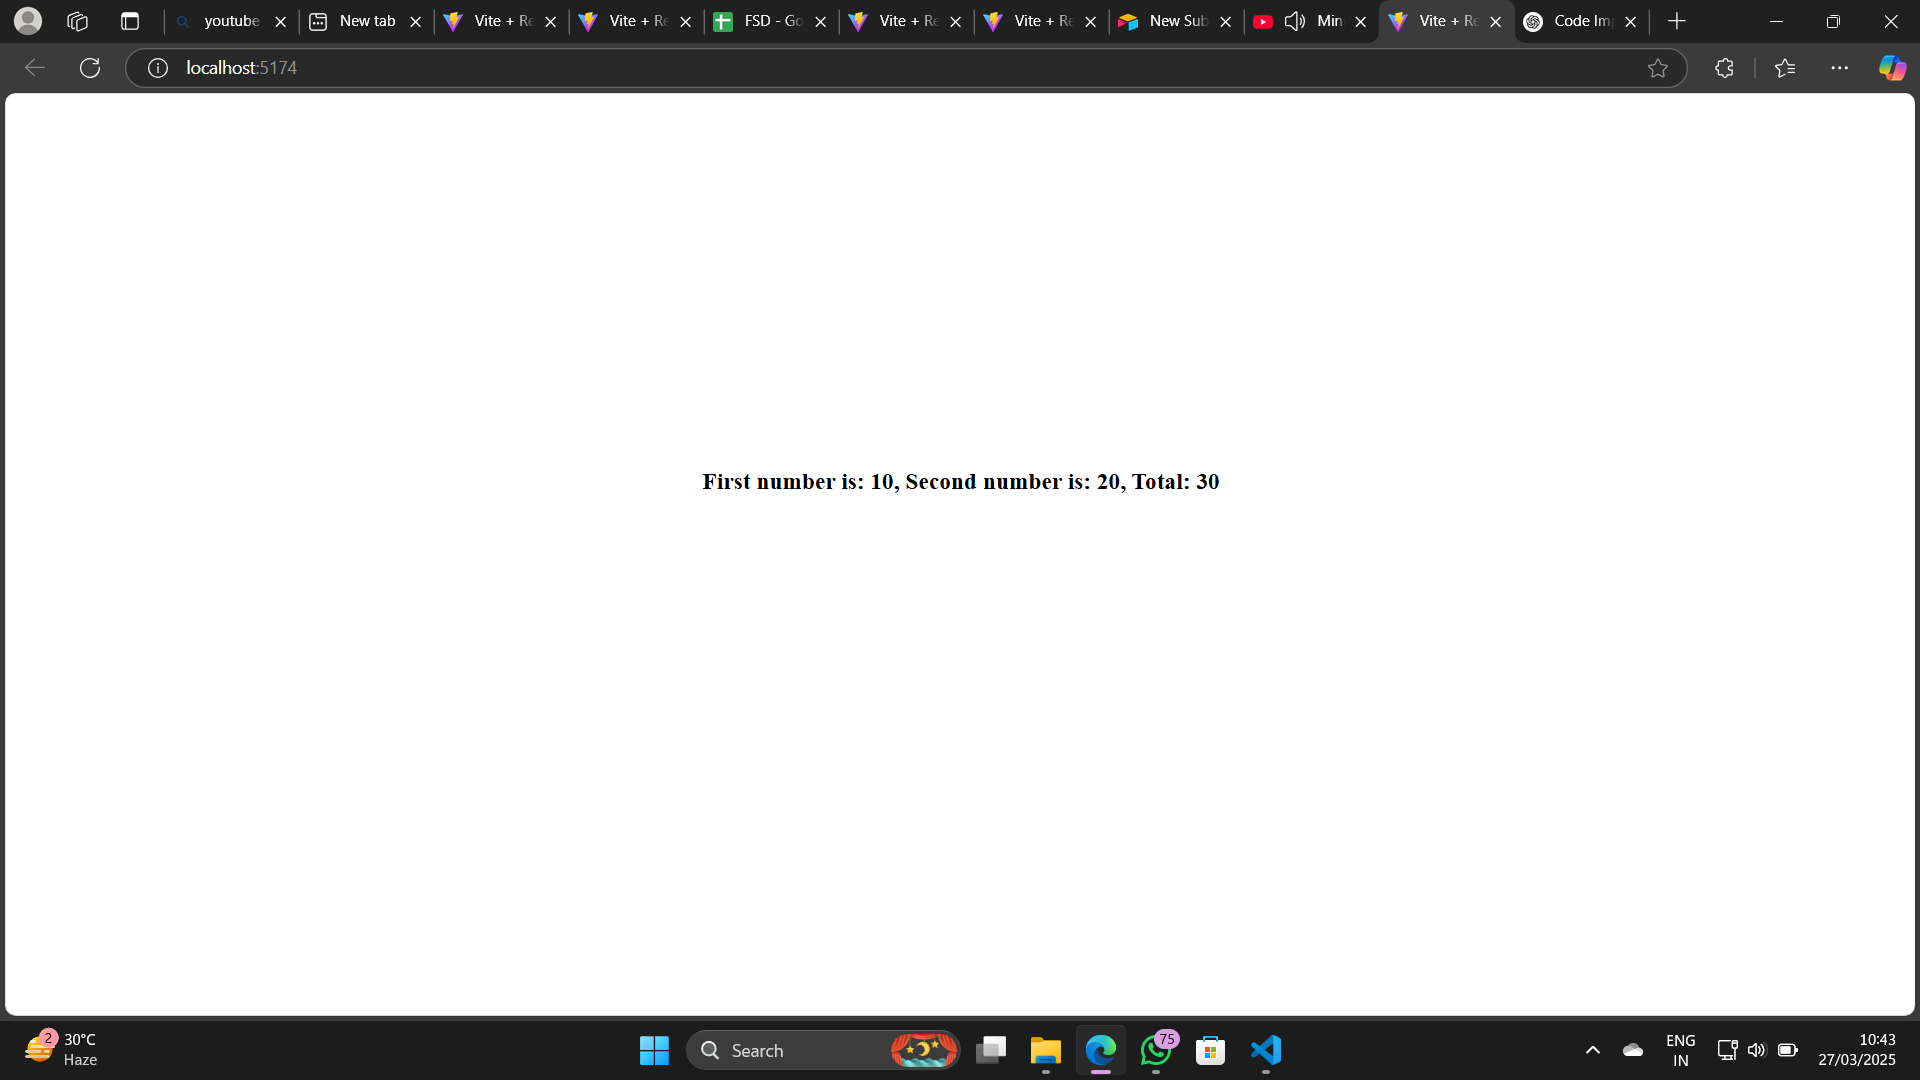 youtube
New tab
Vite + Re
Vite + Re
FSD - Go
Vite + Re
Vite + Re
New Sub
Min
Vite + Re
Code Im
localhost:5174
First number is: 10, Second number is: 20, Total: 30
2
30°C
Haze
Search
75
ENG
IN
10:43
27/03/2025